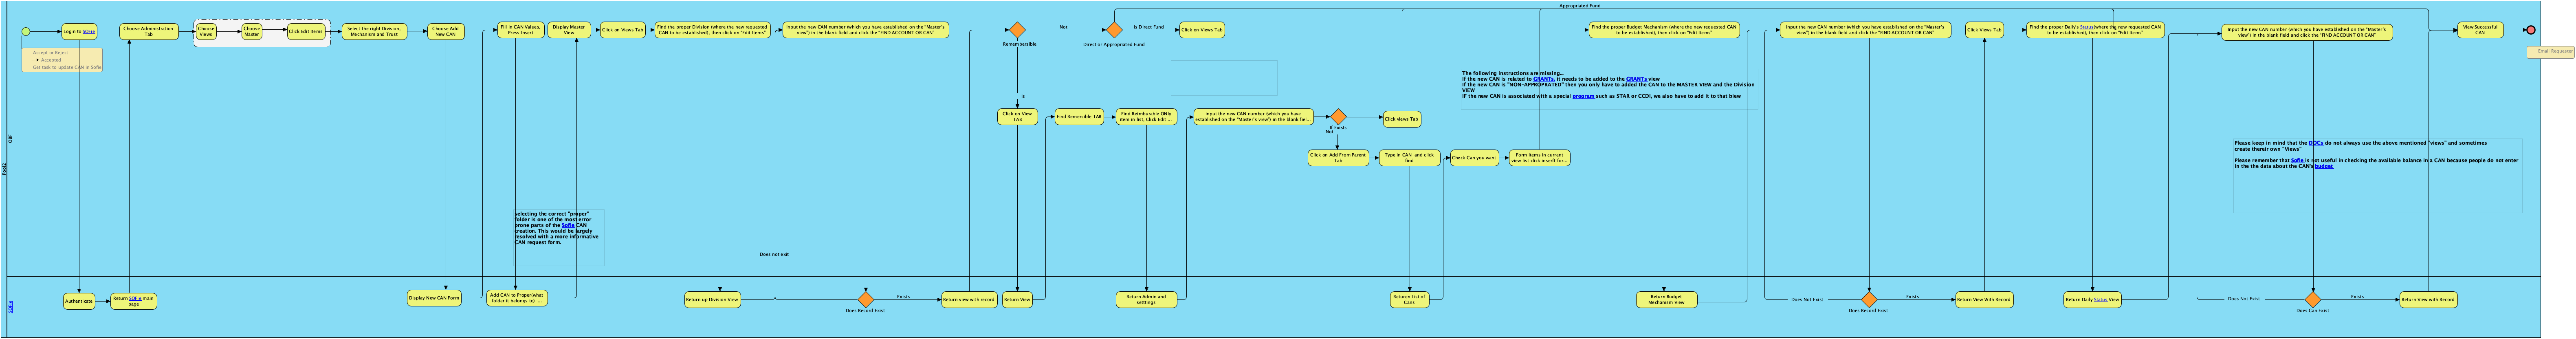 Pool2
OBF
SOFie
Login to SOFie
Accept or Reject
Accepted
Get task to update CAN in Sofie
Choose Administration
Tab
Choose
Views
Choose
Master
Click Edit Items
Select the right Division,
Mechanism and Trust
Choose Add
New CAN
Fill in CAN Values,
Press Insert
Display Master
View
Click on Views Tab
Find the proper Division (where the new requested
CAN to be established), then click on "Edit Items"
Input the new CAN number (which you have established on the "Master's
view") in the blank field and click the "FIND ACCOUNT OR CAN"
Remembersible
Not
Is
Direct or Appropriated Fund
is Direct Fund
Appropriated Fund
Click on Views Tab
Find the proper Budget Mechanism (where the new requested CAN
to be established), then click on "Edit Items"
Input the new CAN number (which you have established on the "Master's
view") in the blank field and click the "FIND ACCOUNT OR CAN"
Click Views Tab
Find the proper Daily's Status(where the new requested CAN
to be established), then click on "Edit Items"
Input the new CAN number (which you have established on the "Master's
view") in the blank field and click the "FIND ACCOUNT OR CAN"
View Successful
CAN
Email Requester
The following instructions are missing...
If the new CAN is related to GRANTs, it needs to be added to the GRANTs view
If the new CAN is "NON-APPROPRATED" then you only have to added the CAN to the MASTER VIEW and the Division
VIEW
IF the new CAN is associated with a special program such as STAR or CCDI, we also have to add it to that biew
Click on View
TAB
Find Remersible TAB
Find Reimburable ONly
item in list, Click Edit ...
Input the new CAN number (which you have
established on the "Master's view") in the blank fiel...
If Exists
Not
Click views Tab
Click on Add From Parent
Tab
Type in CAN and click
find
Check Can you want
Form Items in current
view list click inserft for...
Please keep in mind that the DOCs do not always use the above mentioned "views" and sometimes
create thereir own "Views"
Please remember that Sofie is not useful in checking the available balance in a CAN because people do not enter
in the the data about the CAN's budget
selecting the correct "proper"
folder is one of the most error
prone parts of the Sofie CAN
creation. This would be largely
resolved with a more informative
CAN request form.
Does not exit
Authenticate
Return SOFie main
page
Display New CAN Form
Add CAN to Proper(what
folder it belongs to) ...
Return up Division View
Does Record Exist
Exists
Return view with record
Return View
Return Admin and
setttings
Returen List of
Cans
Return Budget
Mechanism View
Does Not Exist
Does Record Exist
Exists
Return View With Record
Return Daily Status View
Does Not Exist
Does Can Exist
Exists
Return View with Record